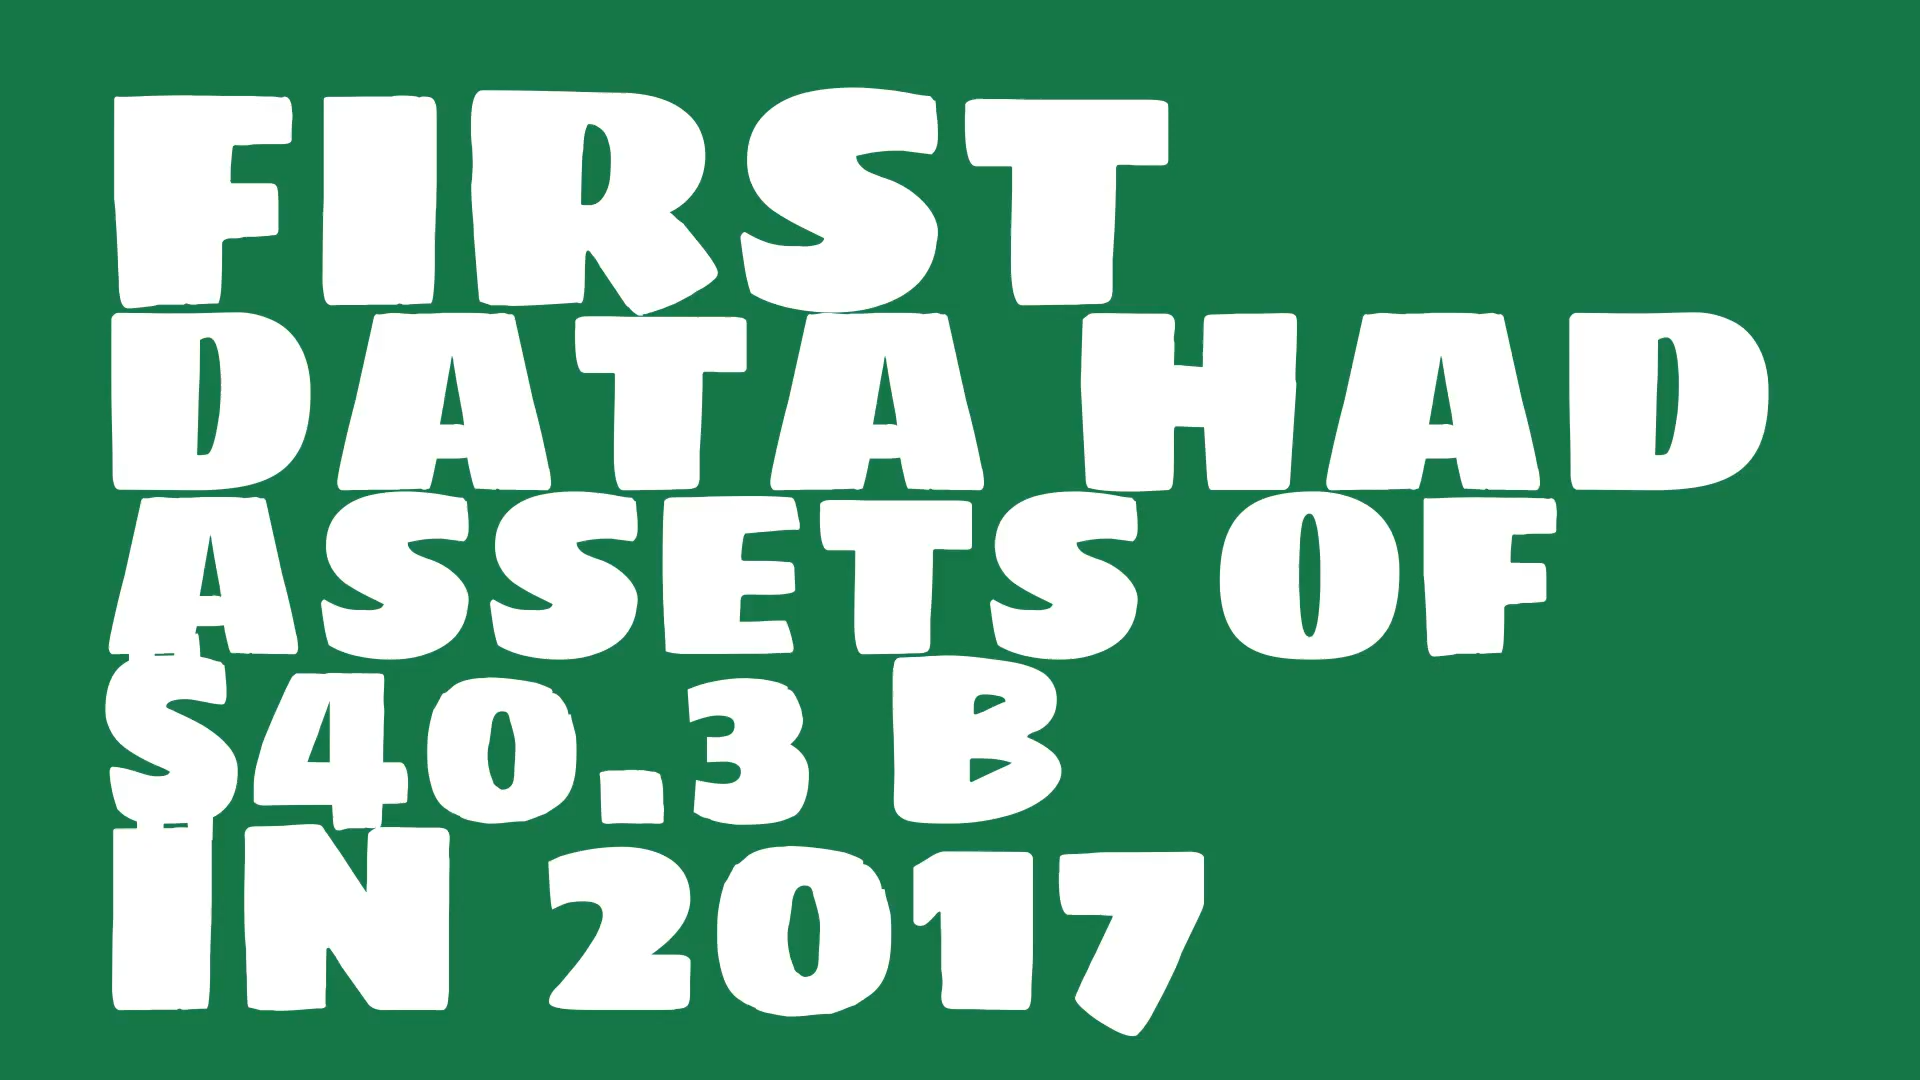 FIRST
DATA HAD
ASSETS OF
$40.3 B
IN 2017